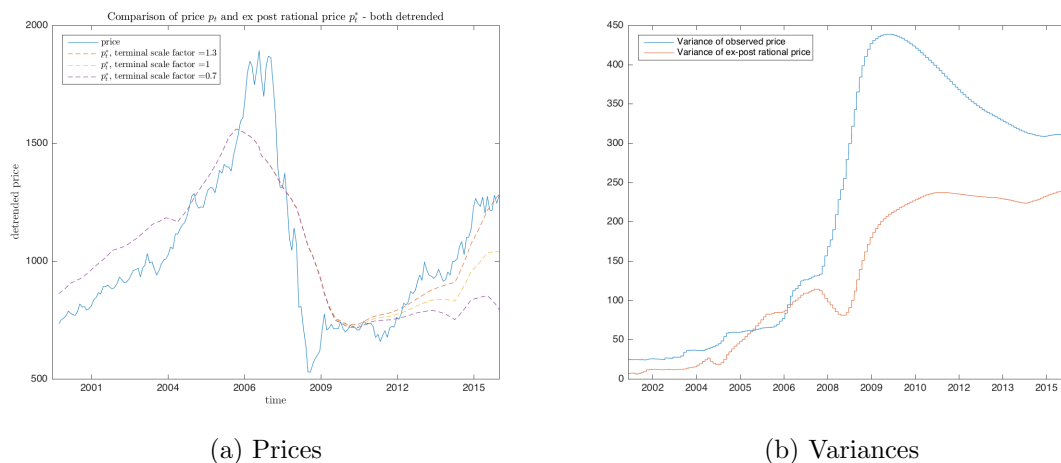 Comparison of price p_t and ex post rational price p_t^* - both detrended
price
p_t^*, terminal scale factor =1.3
p_t^*, terminal scale factor =1
p_t^*, terminal scale factor =0.7
2000
1500
1000
500
detrended price
2001 2004 2006 2009 2012 2015
time
(a) Prices
Variance of observed price
Variance of ex-post rational price
450
400
350
300
250
200
150
100
50
0
2002 2004 2005 2006 2008 2009 2010 2012 2013 2015
(b) Variances